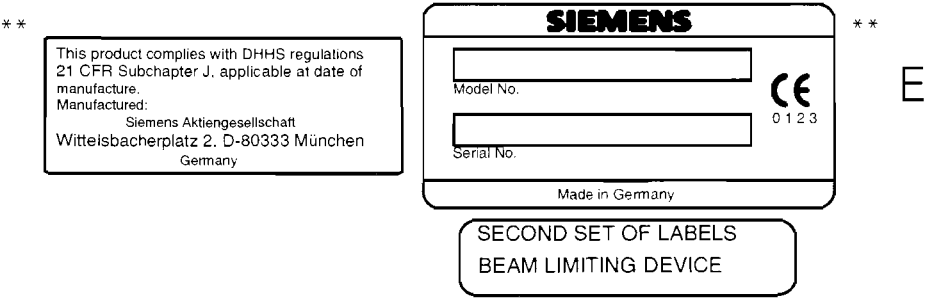 **
This product complies with DHHS regulations
21 CFR Subchapter J, applicable at date of
manufacture.
Manufactured:
Siemens Aktiengesellschaft
Wittelsbacherplatz 2, D-80333 München
Germany
SIEMENS
Model No.
CE
0123
Serial No.
Made in Germany
**
E
SECOND SET OF LABELS
BEAM LIMITING DEVICE